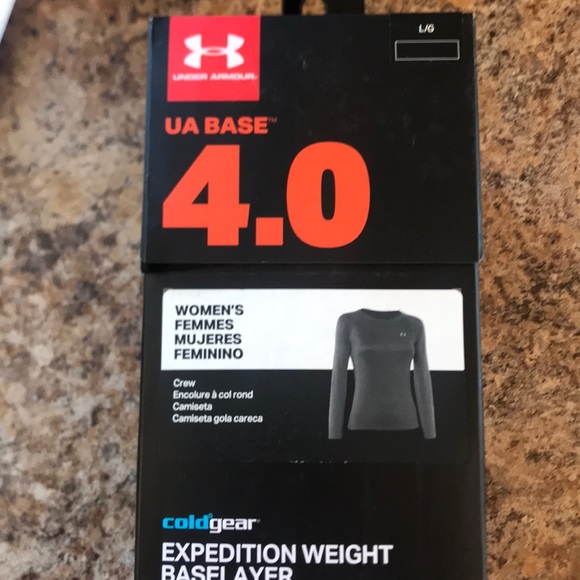 L/G
UNDER ARMOUR.
UA BASE™
4.0
WOMEN'S
FEMMES
MUJERES
FEMININO
Crew
Encolure à col rond
Camiseta
Camiseta gola careca
coldgear®
EXPEDITION WEIGHT
BASELAYER